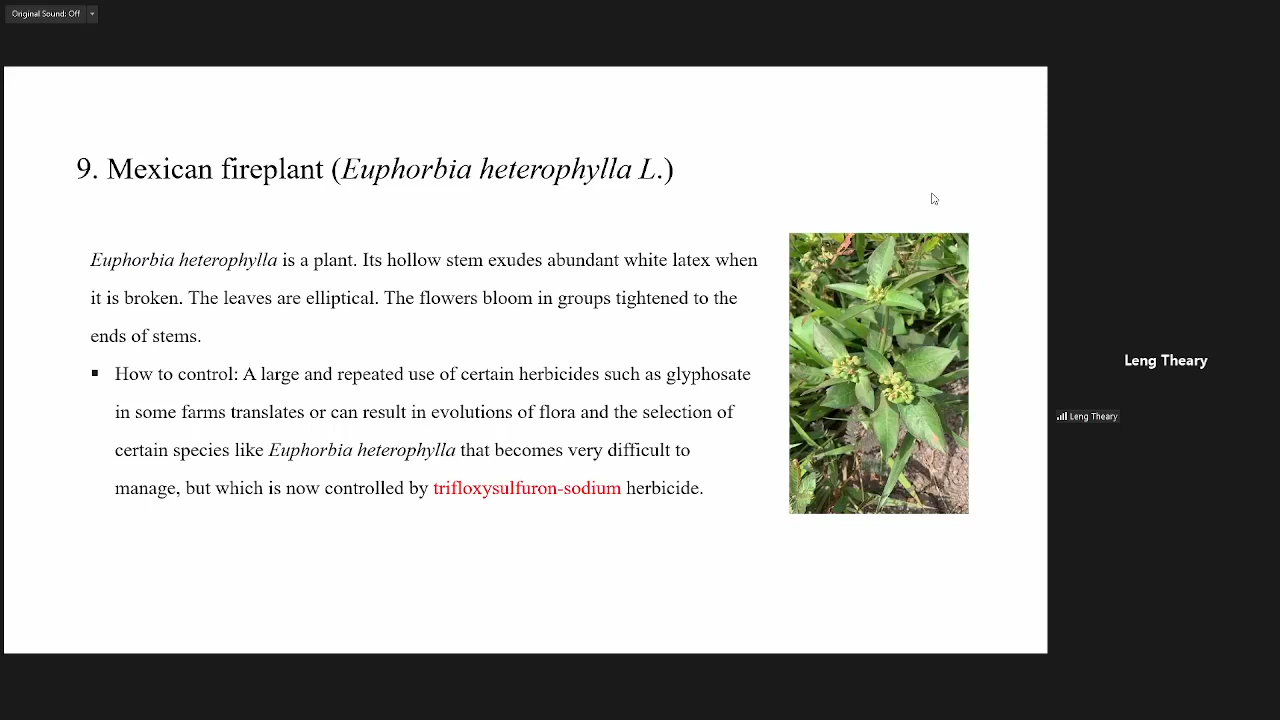 Original Sound: Off
9. Mexican fireplant (Euphorbia heterophylla L.)
Euphorbia heterophylla is a plant. Its hollow stem exudes abundant white latex when
it is broken. The leaves are elliptical. The flowers bloom in groups tightened to the
ends of stems.
▪ How to control: A large and repeated use of certain herbicides such as glyphosate
in some farms translates or can result in evolutions of flora and the selection of
certain species like Euphorbia heterophylla that becomes very difficult to
manage, but which is now controlled by trifloxysulfuron-sodium herbicide.
Leng Theary
Leng Theary